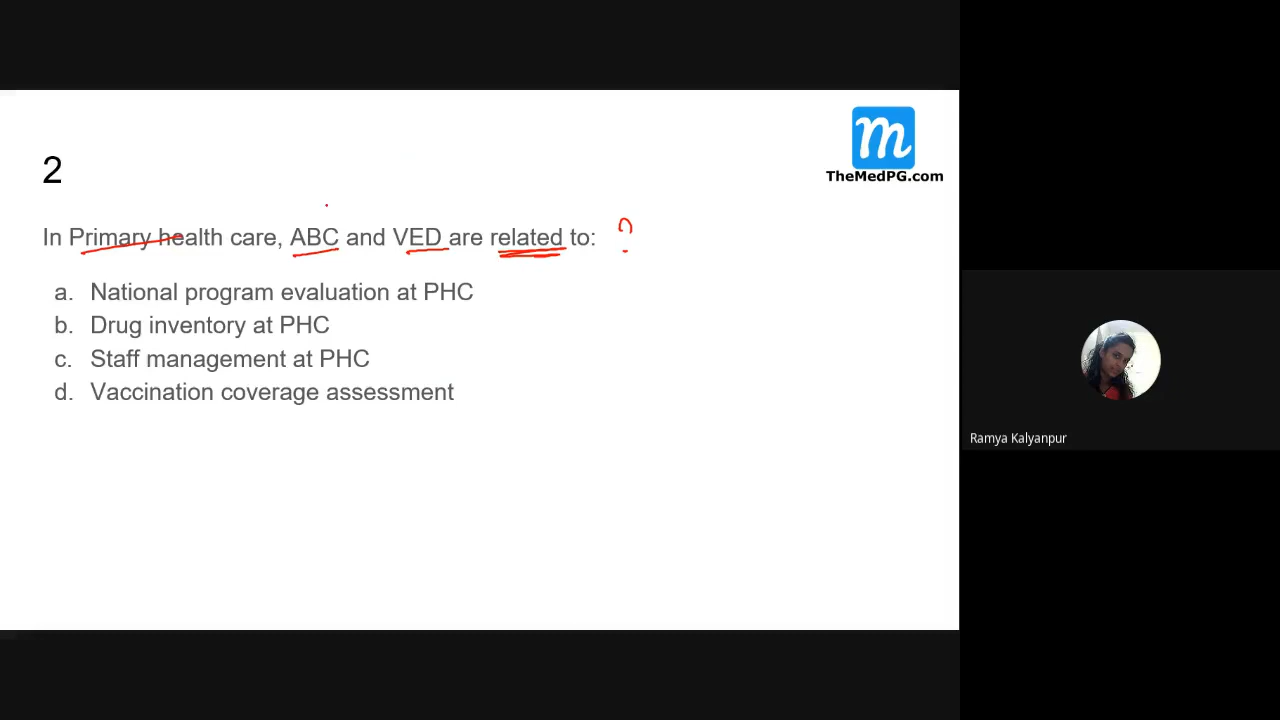 m
TheMedPG.com
2
In Primary health care, ABC and VED are related to: ?
a. National program evaluation at PHC
b. Drug inventory at PHC
c. Staff management at PHC
d. Vaccination coverage assessment
Ramya Kalyanpur